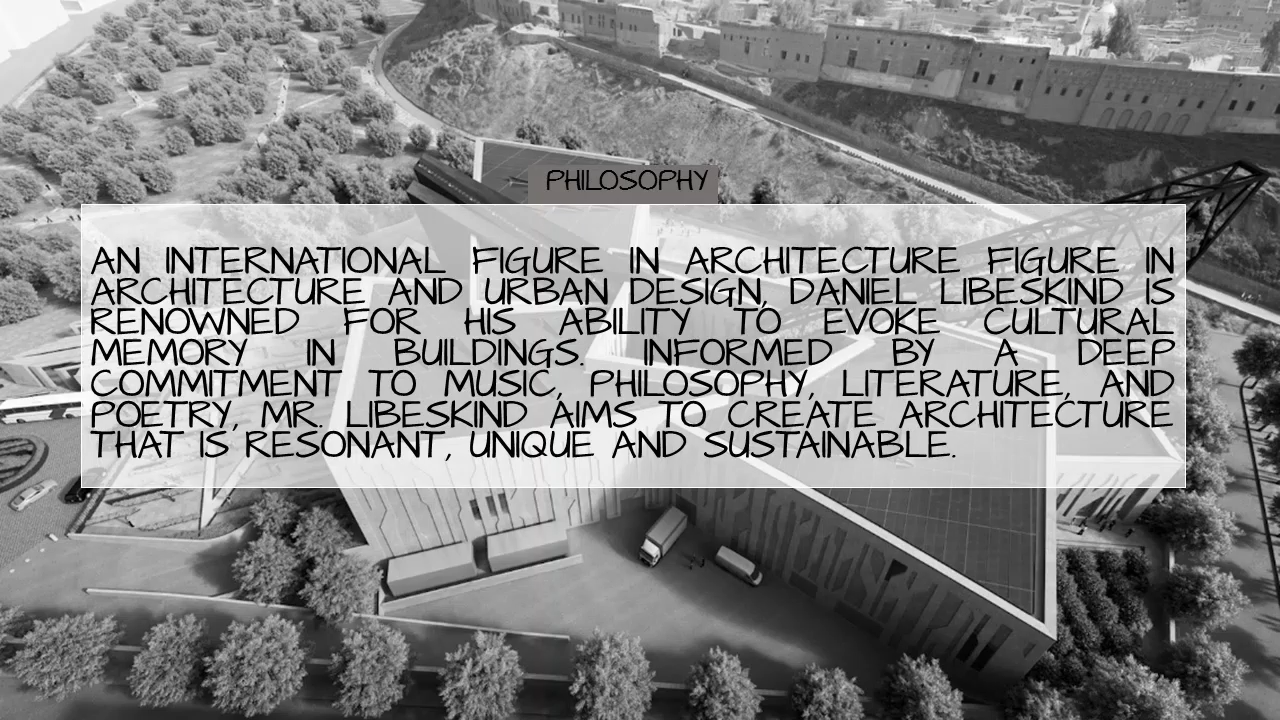 PHILOSOPHY
AN INTERNATIONAL FIGURE IN ARCHITECTURE FIGURE IN
ARCHITECTURE AND URBAN DESIGN, DANIEL LIBESKIND IS
RENOWNED FOR HIS ABILITY TO EVOKE CULTURAL
MEMORY IN BUILDINGS. INFORMED BY A DEEP
COMMITMENT TO MUSIC, PHILOSOPHY, LITERATURE, AND
POETRY, MR. LIBESKIND AIMS TO CREATE ARCHITECTURE
THAT IS RESONANT, UNIQUE AND SUSTAINABLE.